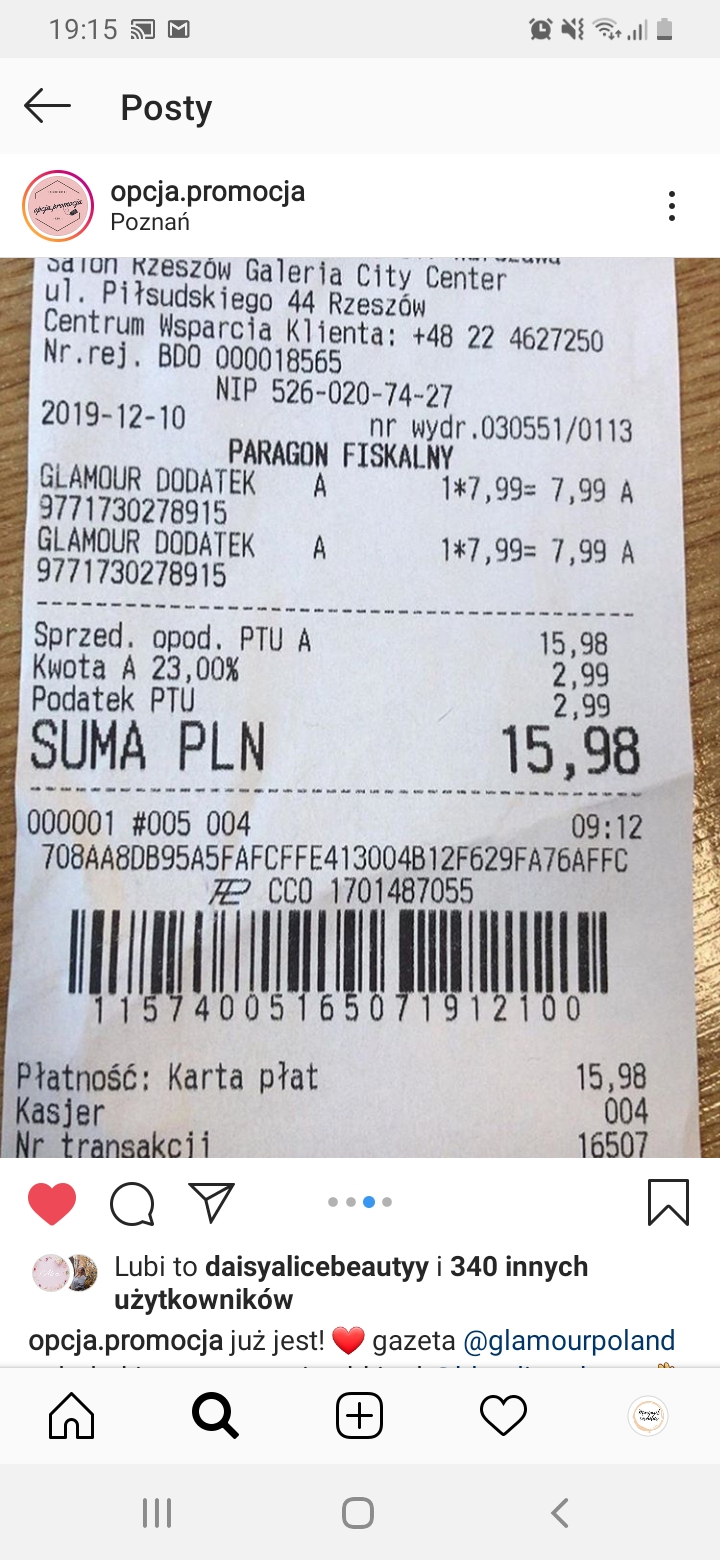 19:15
Posty
opcja.promocja
Poznań
Salon Rzeszów Galeria City Center
ul. Piłsudskiego 44 Rzeszów
Centrum Wsparcia Klienta: +48 22 4627250
Nr.rej. BDO 000018565
NIP 526-020-74-27
2019-12-10 nr wydr.030551/0113
PARAGON FISKALNY
GLAMOUR DODATEK A 1*7,99= 7,99 A
9771730278915
GLAMOUR DODATEK A 1*7,99= 7,99 A
9771730278915
Sprzed. opod. PTU A 15,98
Kwota A 23,00% 2,99
Podatek PTU 2,99
SUMA PLN 15,98
000001 #005 004 09:12
708AA8DB95A5FAFCFFE413004B12F629FA76AFFC
CCO 1701487055
11574005165071912100
Płatność: Karta płat 15,98
Kasjer 004
Nr transakcji 16507
Lubi to daisyalicebeautyy i 340 innych
użytkowników
opcja.promocja już jest! ❤️ gazeta @glamourpoland